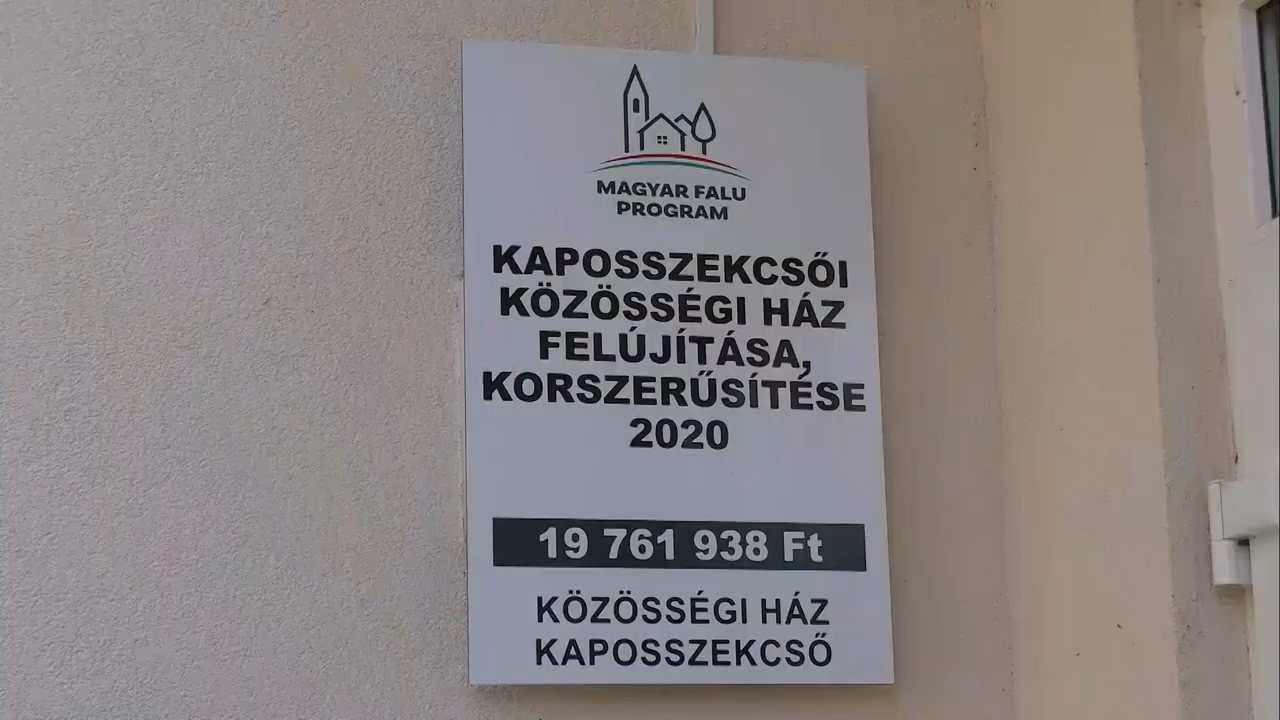 MAGYAR FALU
PROGRAM
KAPOSSZEKCSŐI
KÖZÖSSÉGI HÁZ
FELÚJÍTÁSA,
KORSZERŰSÍTÉSE
2020
19 761 938 Ft
KÖZÖSSÉGI HÁZ
KAPOSSZEKCSŐ